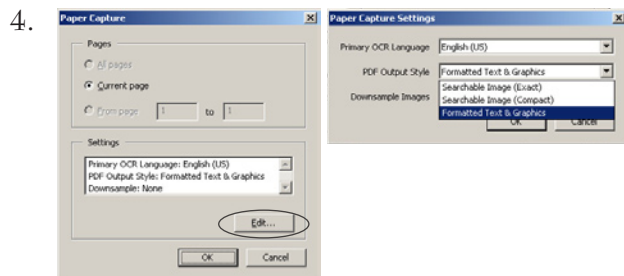 4.
Paper Capture
Pages
All pages
Current page
From page 1 to 1
Settings
Primary OCR Language: English (US)
PDF Output Style: Formatted Text & Graphics
Downsample: None
Edit...
OK Cancel
Paper Capture Settings
Primary OCR Language English (US)
PDF Output Style Formatted Text & Graphics
Searchable Image (Exact)
Searchable Image (Compact)
Downsample Images Formatted Text & Graphics
OK Cancel